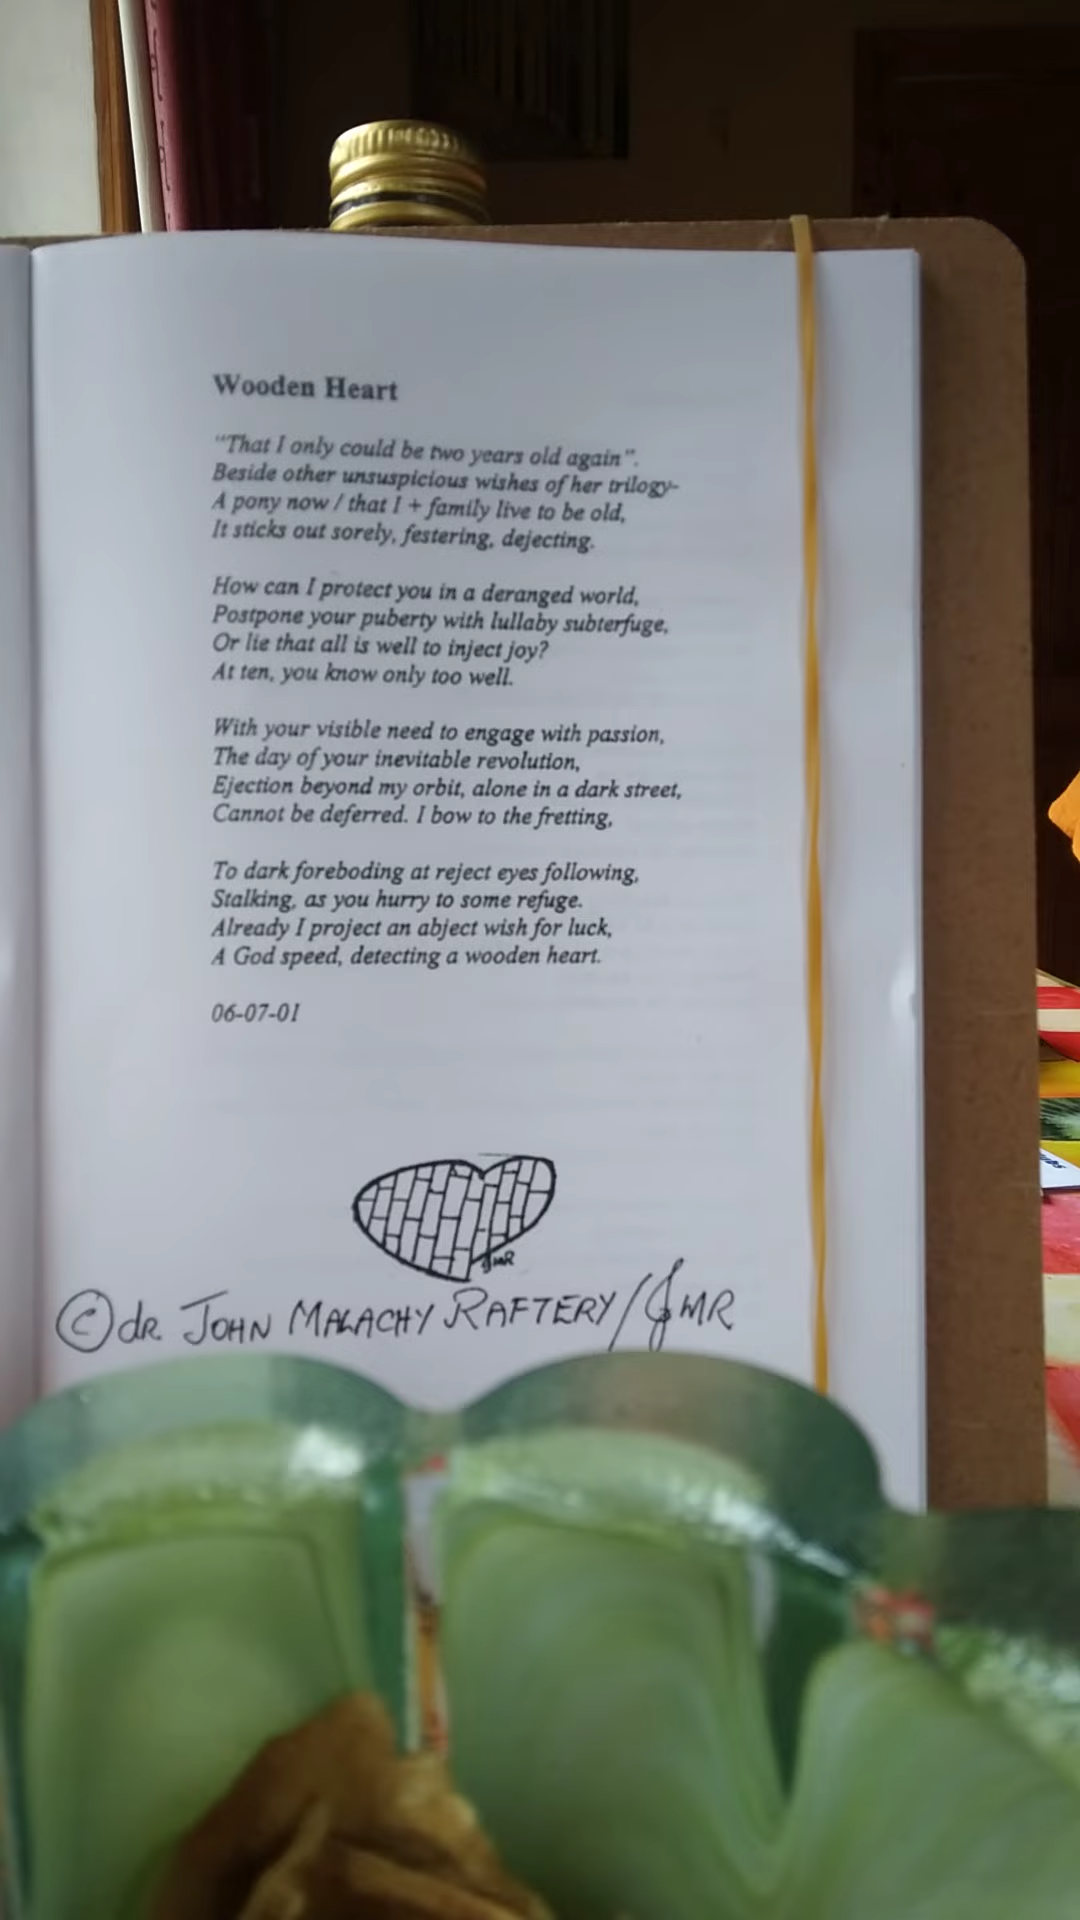 Wooden Heart
"That I only could be two years old again".
Beside other unsuspicious wishes of her trilogy-
A pony now / that I + family live to be old,
It sticks out sorely, festering, dejecting.
How can I protect you in a deranged world,
Postpone your puberty with lullaby subterfuge,
Or lie that all is well to inject joy?
At ten, you know only too well.
With your visible need to engage with passion,
The day of your inevitable revolution,
Ejection beyond my orbit, alone in a dark street,
Cannot be deferred. I bow to the fretting,
To dark foreboding at reject eyes following,
Stalking, as you hurry to some refuge.
Already I project an abject wish for luck,
A God speed, detecting a wooden heart.
06-07-01
JMR
© dR JOHN MALACHY RAFTERY/JMR